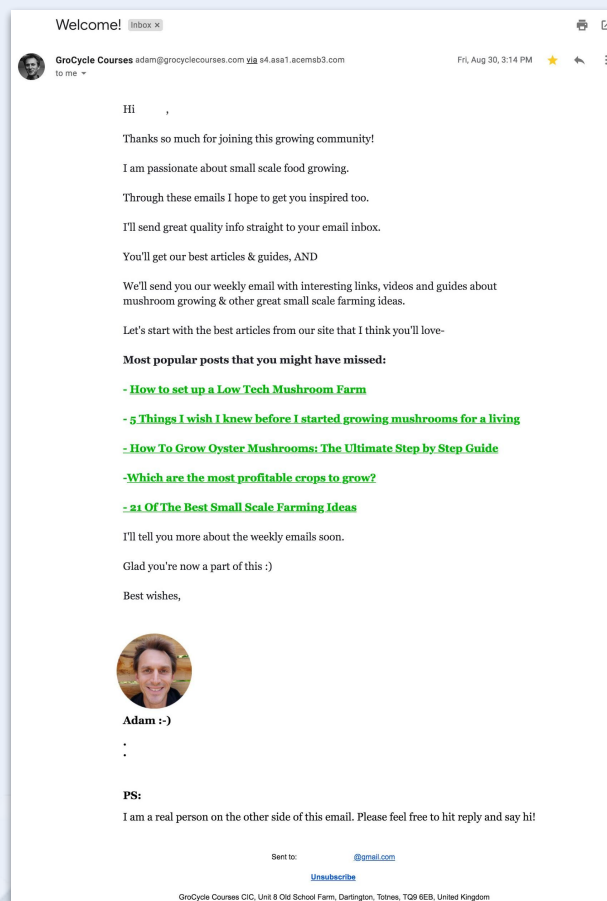 Welcome! Inbox ×
GroCycle Courses adam@grocyclecourses.com via s4.asa1.acemsb3.com Fri, Aug 30, 3:14 PM
to me
Hi ,
Thanks so much for joining this growing community!
I am passionate about small scale food growing.
Through these emails I hope to get you inspired too.
I'll send great quality info straight to your email inbox.
You'll get our best articles & guides, AND
We'll send you our weekly email with interesting links, videos and guides about
mushroom growing & other great small scale farming ideas.
Let's start with the best articles from our site that I think you'll love-
Most popular posts that you might have missed:
- How to set up a Low Tech Mushroom Farm
- 5 Things I wish I knew before I started growing mushrooms for a living
- How To Grow Oyster Mushrooms: The Ultimate Step by Step Guide
-Which are the most profitable crops to grow?
- 21 Of The Best Small Scale Farming Ideas
I'll tell you more about the weekly emails soon.
Glad you're now a part of this :)
Best wishes,
Adam :-)
.
.
PS:
I am a real person on the other side of this email. Please feel free to hit reply and say hi!
Sent to: @gmail.com
Unsubscribe
GroCycle Courses CIC, Unit 8 Old School Farm, Dartington, Totnes, TQ9 6EB, United Kingdom